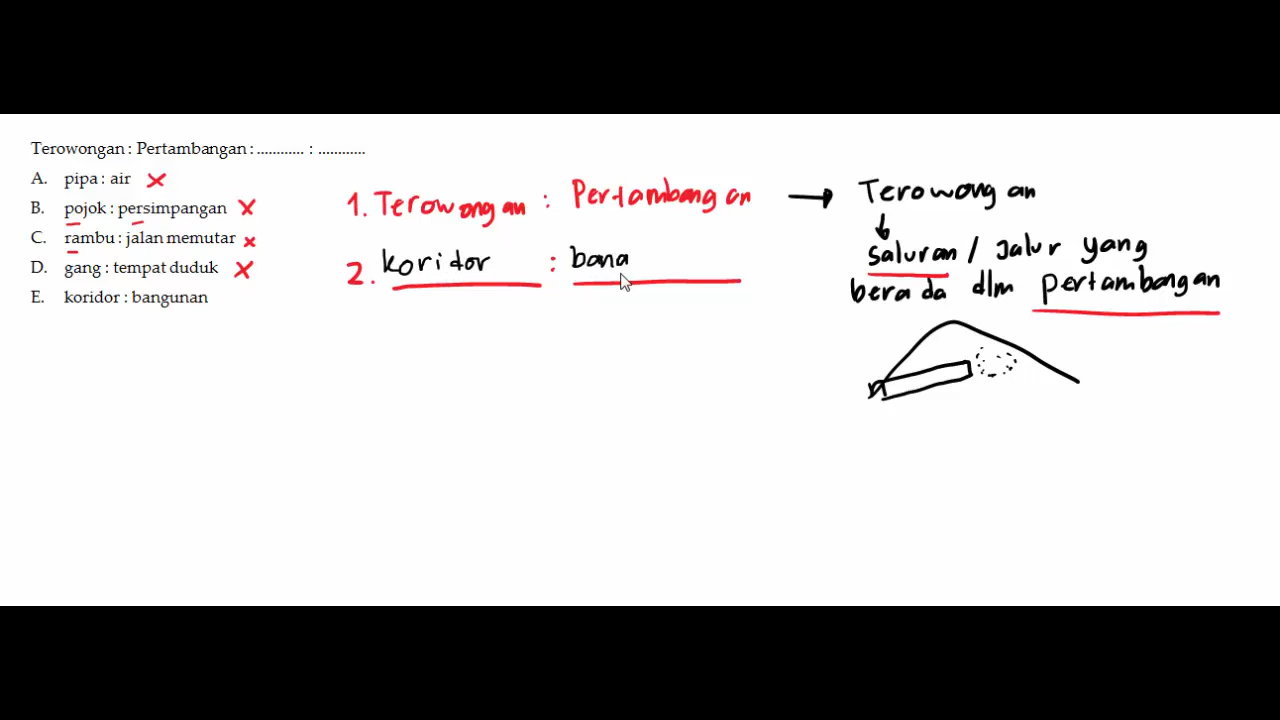 Terowongan : Pertambangan : ............ : ............
A. pipa : air
B. pojok : persimpangan
C. rambu : jalan memutar
D. gang : tempat duduk
E. koridor : bangunan
1. Terowongan : Pertambangan → Terowongan
saluran / Jalur yang
berada dlm pertambangan
2. koridor : bana